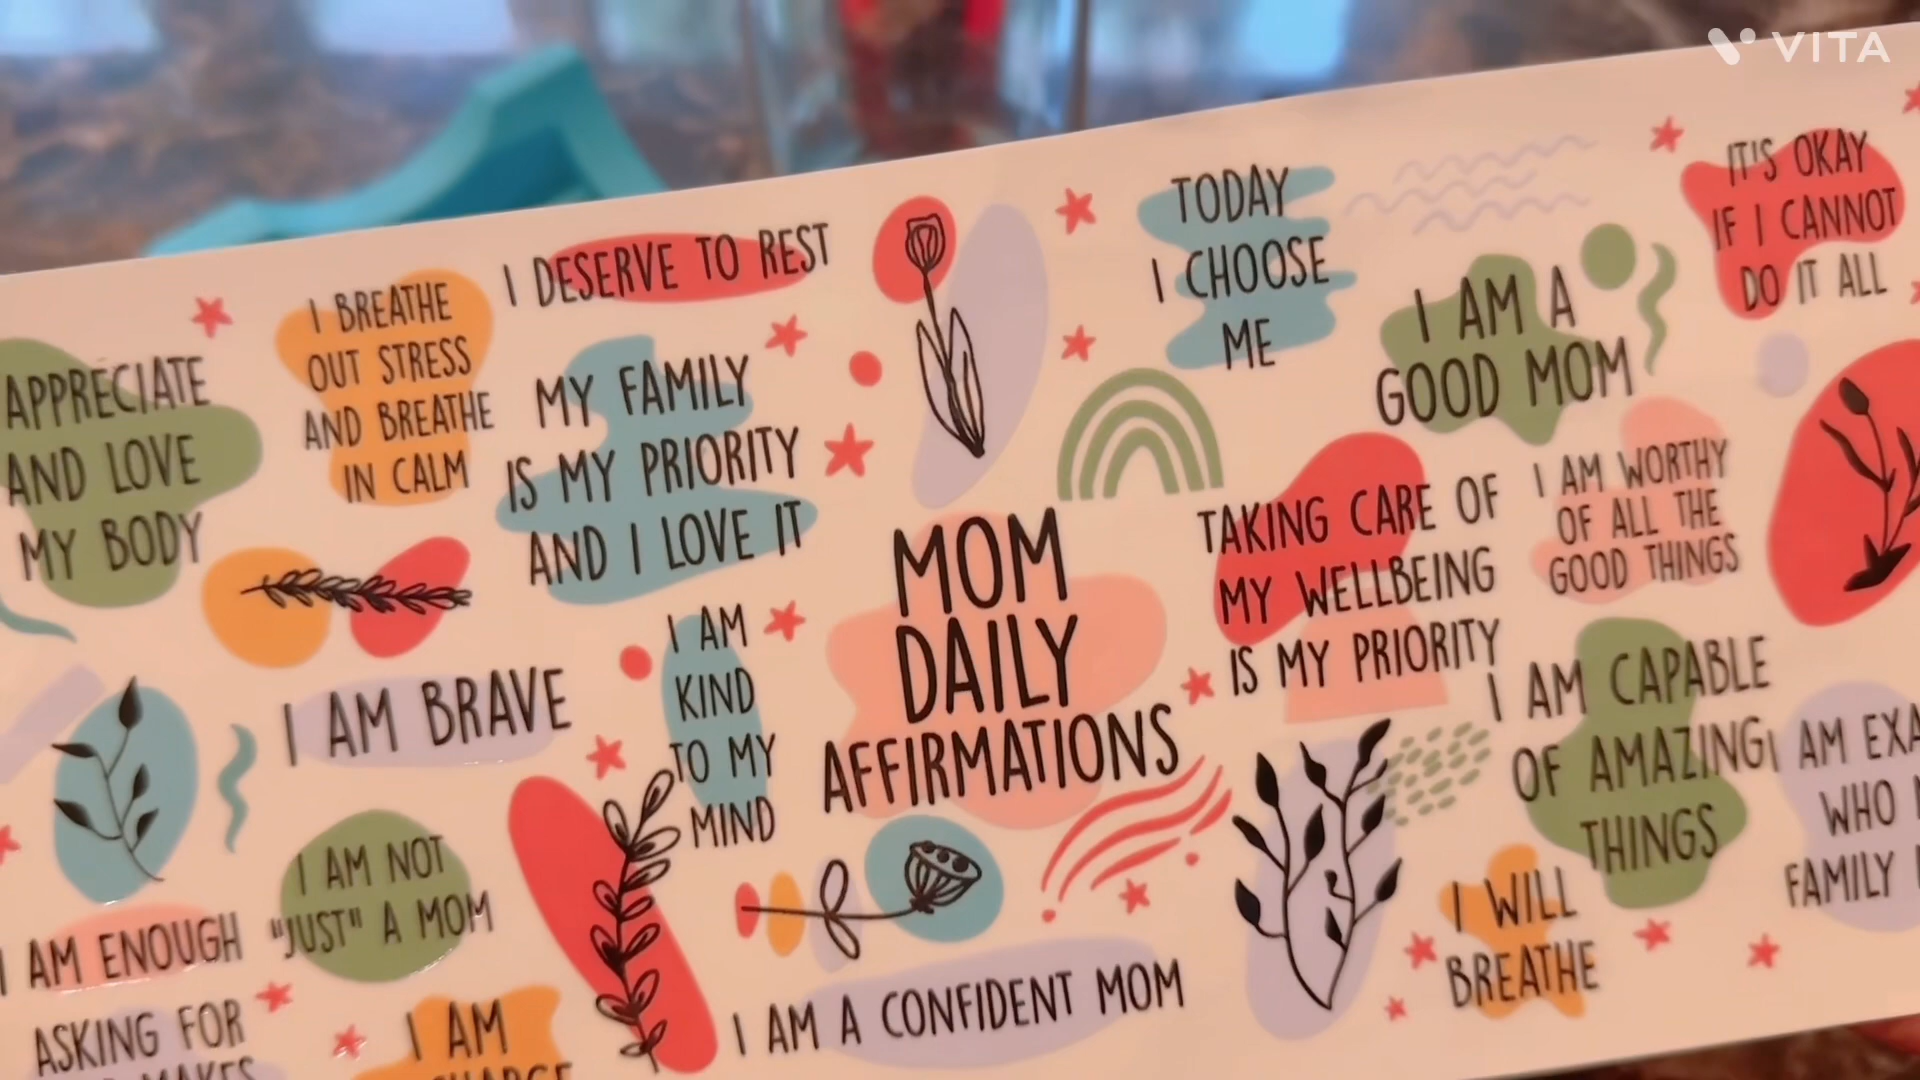 VITA
APPRECIATE
AND LOVE
MY BODY
I BREATHE
OUT STRESS
AND BREATHE
IN CALM
I DESERVE TO REST
MY FAMILY
IS MY PRIORITY
AND I LOVE IT
TODAY
I CHOOSE
ME
I AM A
GOOD MOM
IT'S OKAY
IF I CANNOT
DO IT ALL
I AM BRAVE
I AM
KIND
TO MY
MIND
MOM
DAILY
AFFIRMATIONS
TAKING CARE OF
MY WELLBEING
IS MY PRIORITY
I AM WORTHY
OF ALL THE
GOOD THINGS
I AM CAPABLE
OF AMAZING
THINGS
I AM
WHO
FAMILY
I AM ENOUGH
I AM NOT
"JUST" A MOM
ASKING FOR
MAKES
I AM
I AM A CONFIDENT MOM
I WILL
BREATHE